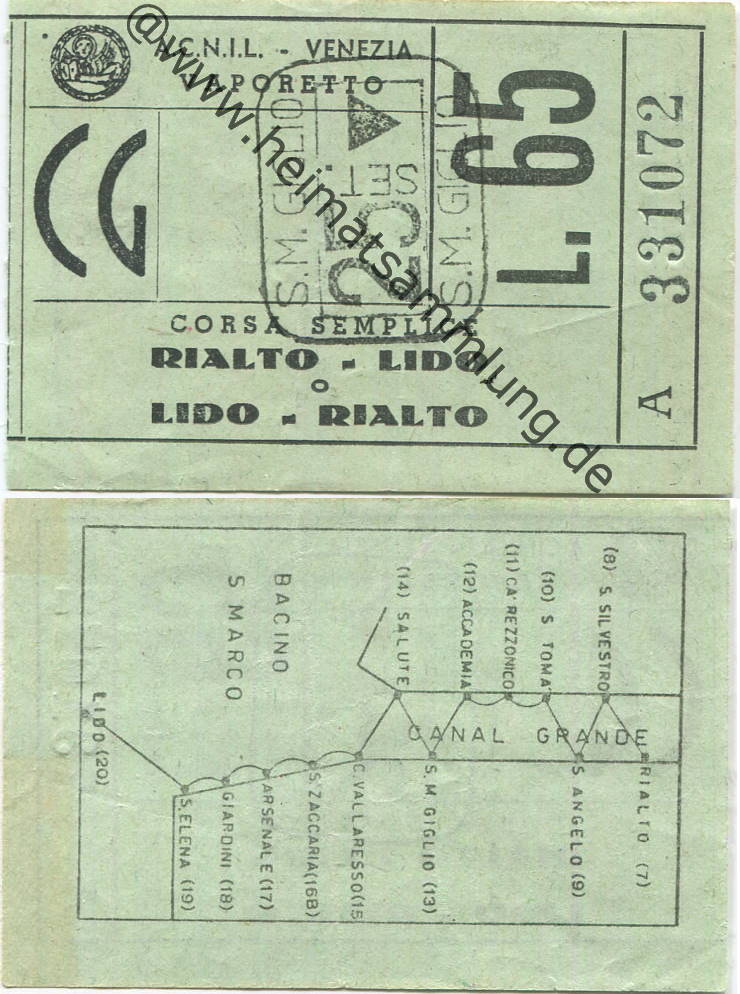 A.C.N.I.L. - VENEZIA
VAPORETTO
L. 65
S.M. GIGLIO
SET.
S.M. GIGLIO
CORSA SEMPLICE
RIALTO - LIDO
O
LIDO - RIALTO
A 331072
@www.heimatsammlung.de
(8) S. SILVESTRO
(10) S TOMA'
(11) CA' REZZONICO
(12) ACCADEMIA
(14) SALUTE
BACINO
S MARCO
CANAL GRANDE
RIALTO (7)
S ANGELO (9)
S. M. GIGLIO (13)
C. VALLARESSO (15
S. ZACCARIA (16B)
ARSENALE (17)
GIARDINI (18)
S. ELENA (19)
LIDO (20)